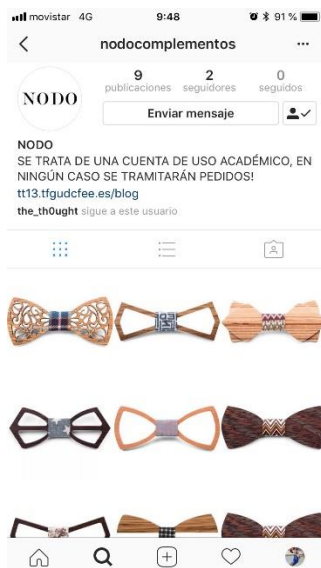 movistar 4G 9:48 91 %
nodocomplementos
NODO
9 2 0
publicaciones seguidores seguidos
Enviar mensaje
NODO
SE TRATA DE UNA CUENTA DE USO ACADÉMICO, EN
NINGÚN CASO SE TRAMITARÁN PEDIDOS!
tt13.tfgudcfee.es/blog
the_th0ught sigue a este usuario